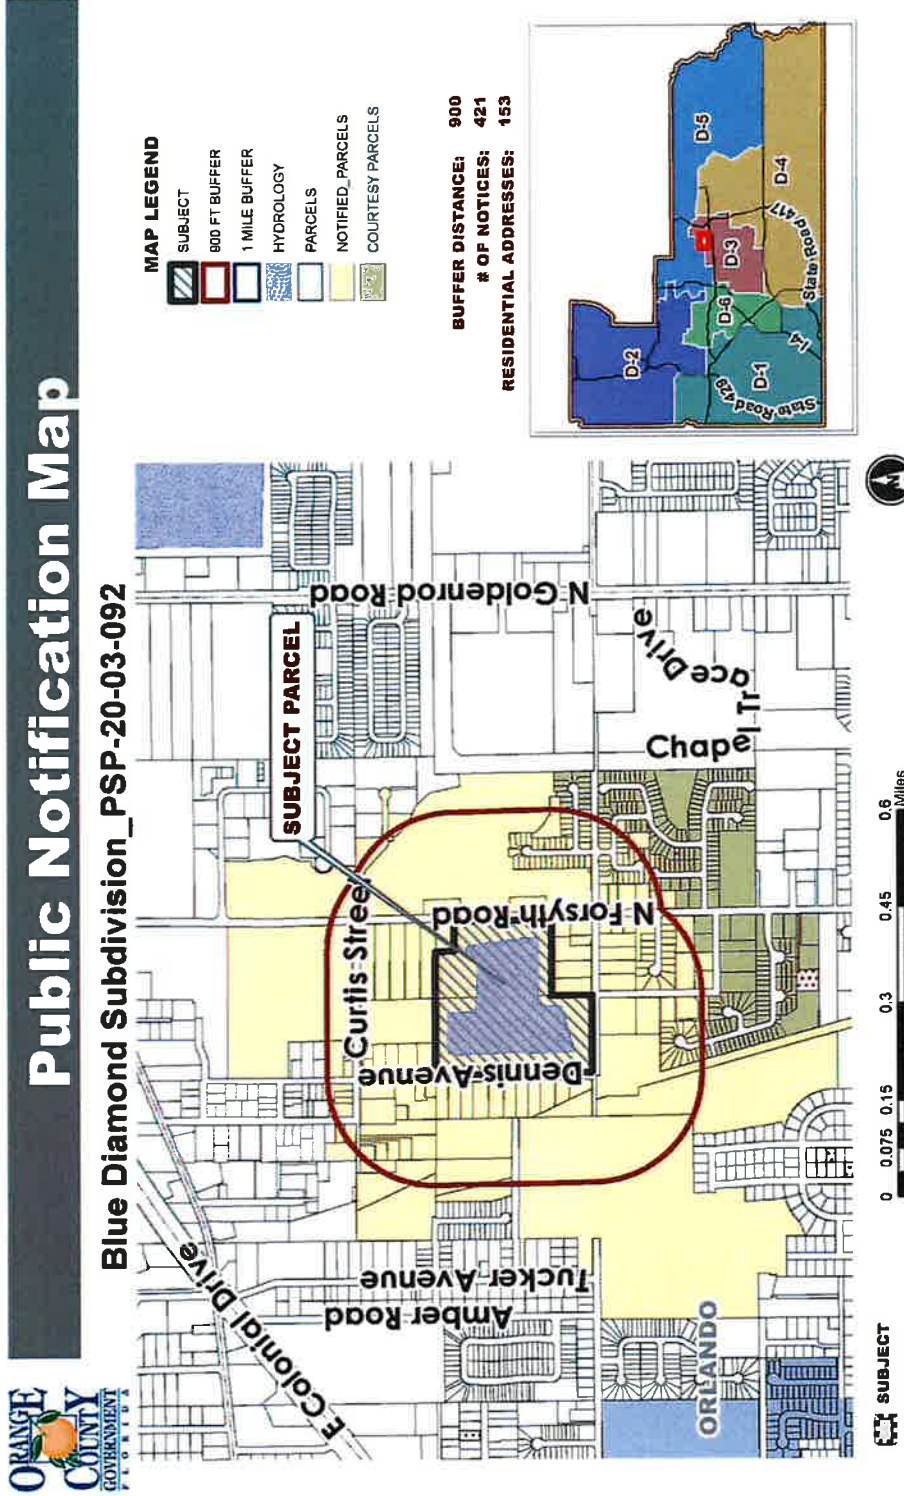 Public Notification Map
ORANGE
COUNTY
GOVERNMENT
FLORIDA
Blue Diamond Subdivision_PSP-20-03-092
MAP LEGEND
SUBJECT
800 FT BUFFER
1 MILE BUFFER
HYDROLOGY
PARCELS
NOTIFIED_PARCELS
COURTESY PARCELS
BUFFER DISTANCE: 900
# OF NOTICES: 421
RESIDENTIAL ADDRESSES: 153
SUBJECT PARCEL
E Colonial Drive
Curtis Street
N Goldenrod Road
N Forsyth Road
Dennis Avenue
Tucker Avenue
Amber Road
Chapel Trace Drive
ORLANDO
D-2
D-5
D-6
D-3
D-4
D-1
State Road 429
I-4
State Road 417
SUBJECT
0 0.075 0.15 0.3 0.45 0.6
Miles
N